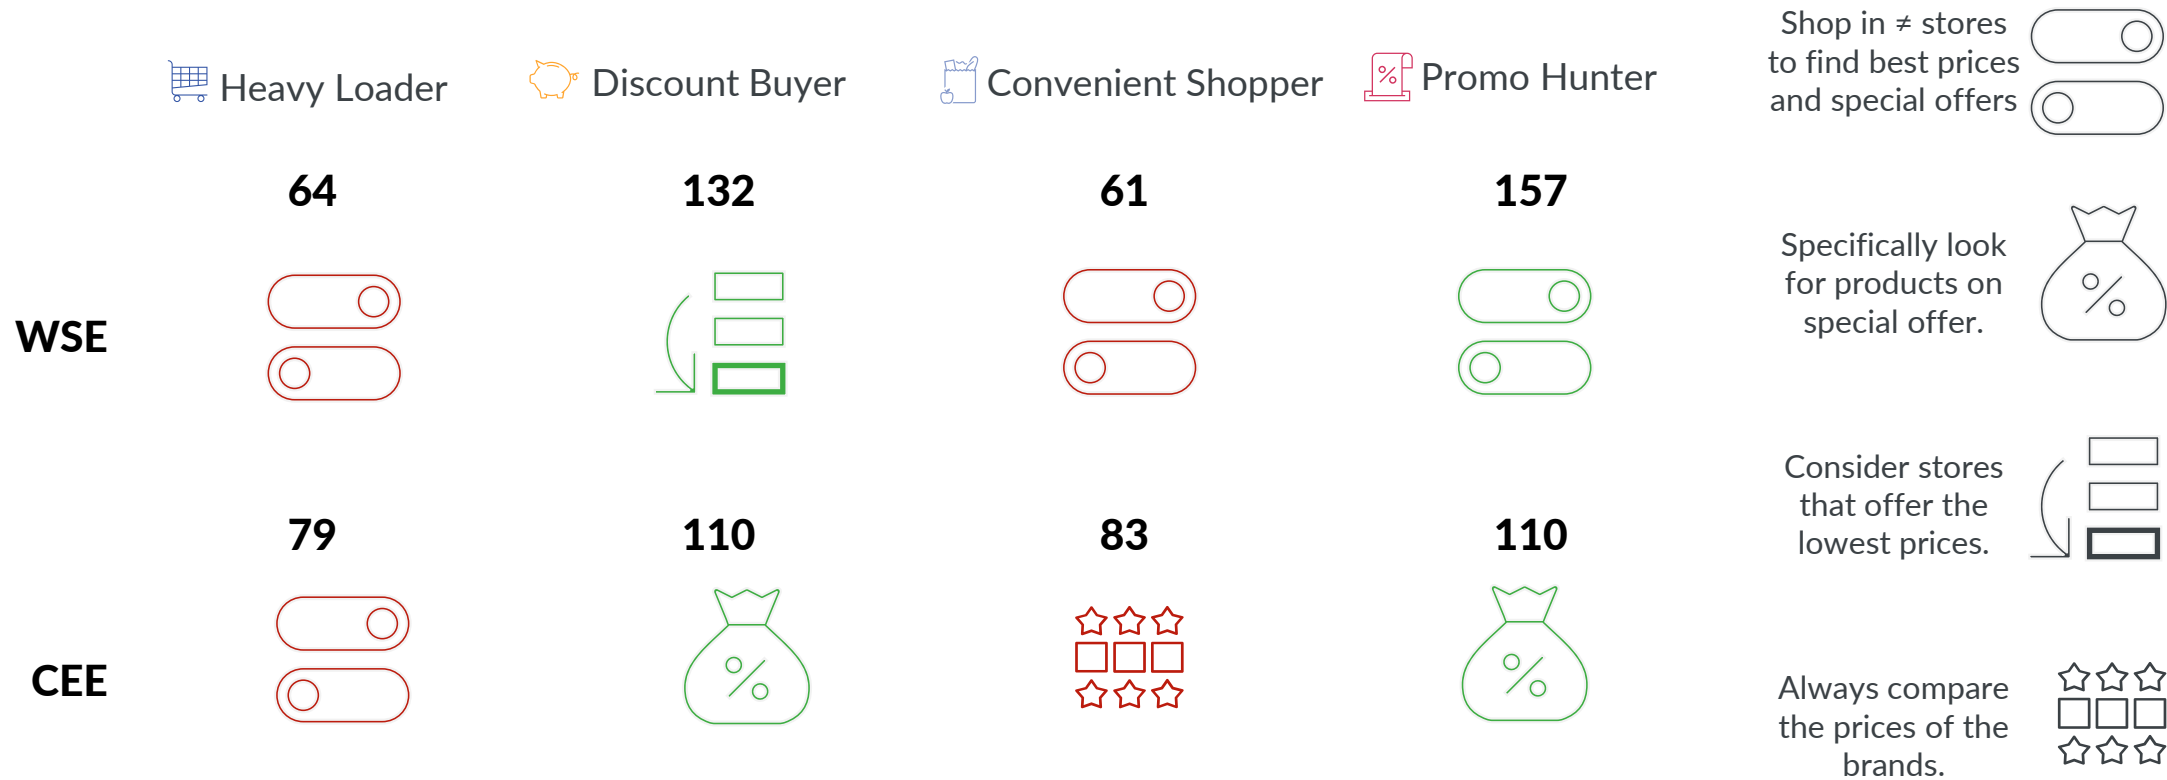 Heavy Loader
Discount Buyer
Convenient Shopper
Promo Hunter
64
132
61
157
WSE
79
110
83
110
CEE
Shop in ≠ stores
to find best prices
and special offers
Specifically look
for products on
special offer.
Consider stores
that offer the
lowest prices.
Always compare
the prices of the
brands.